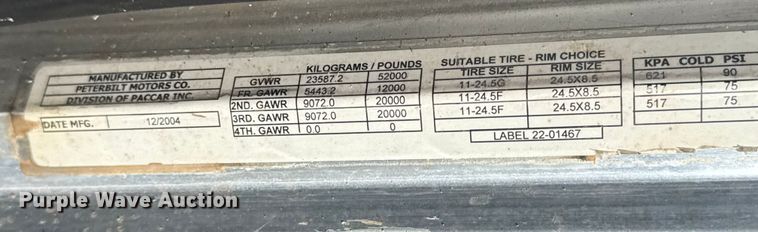 MANUFACTURED BY
PETERBILT MOTORS CO.
DIVISION OF PACCAR INC.
DATE MFG. 12/2004
KILOGRAMS / POUNDS
GVWR 23587.2 52000
FR. GAWR 5443.2 12000
2ND. GAWR 9072.0 20000
3RD. GAWR 9072.0 20000
4TH. GAWR 0.0 0
SUITABLE TIRE - RIM CHOICE
TIRE SIZE RIM SIZE
11-24.5G 24.5X8.5
11-24.5F 24.5X8.5
11-24.5F 24.5X8.5
LABEL 22-01467
KPA COLD PSI
621 90
517 75
517 75
Purple Wave Auction